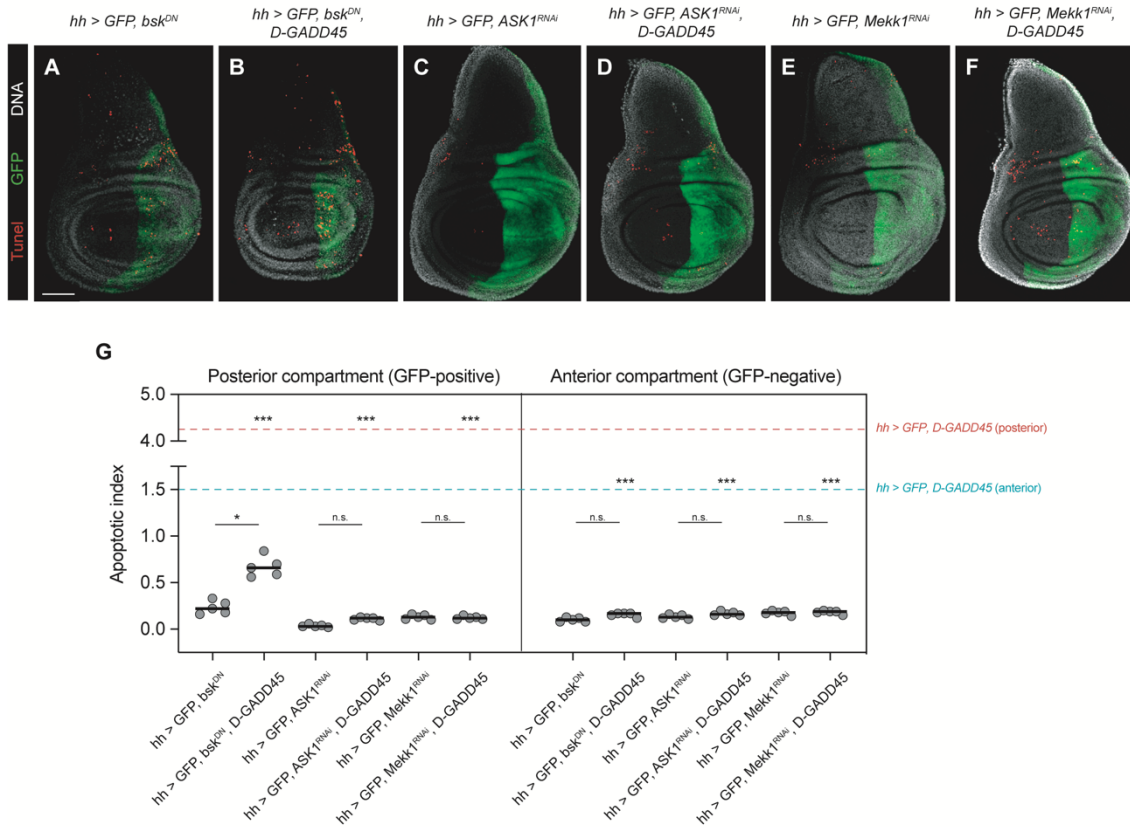 hh > GFP, bsk^DN
hh > GFP, bsk^DN,
D-GADD45
hh > GFP, ASK1^RNAi
hh > GFP, ASK1^RNAi,
D-GADD45
hh > GFP, Mekk1^RNAi
hh > GFP, Mekk1^RNAi,
D-GADD45
Tunel GFP DNA
A
B
C
D
E
F
G
Posterior compartment (GFP-positive)
Anterior compartment (GFP-negative)
Apoptotic index
5.0
4.0
1.5
1.0
0.5
0.0
*** *** ***
* n.s. n.s.
*** *** ***
n.s. n.s. n.s.
hh > GFP, D-GADD45 (posterior)
hh > GFP, D-GADD45 (anterior)
hh > GFP, bsk^DN
hh > GFP, bsk^DN, D-GADD45
hh > GFP, ASK1^RNAi
hh > GFP, ASK1^RNAi, D-GADD45
hh > GFP, Mekk1^RNAi
hh > GFP, Mekk1^RNAi, D-GADD45
hh > GFP, bsk^DN
hh > GFP, bsk^DN, D-GADD45
hh > GFP, ASK1^RNAi
hh > GFP, ASK1^RNAi, D-GADD45
hh > GFP, Mekk1^RNAi
hh > GFP, Mekk1^RNAi, D-GADD45